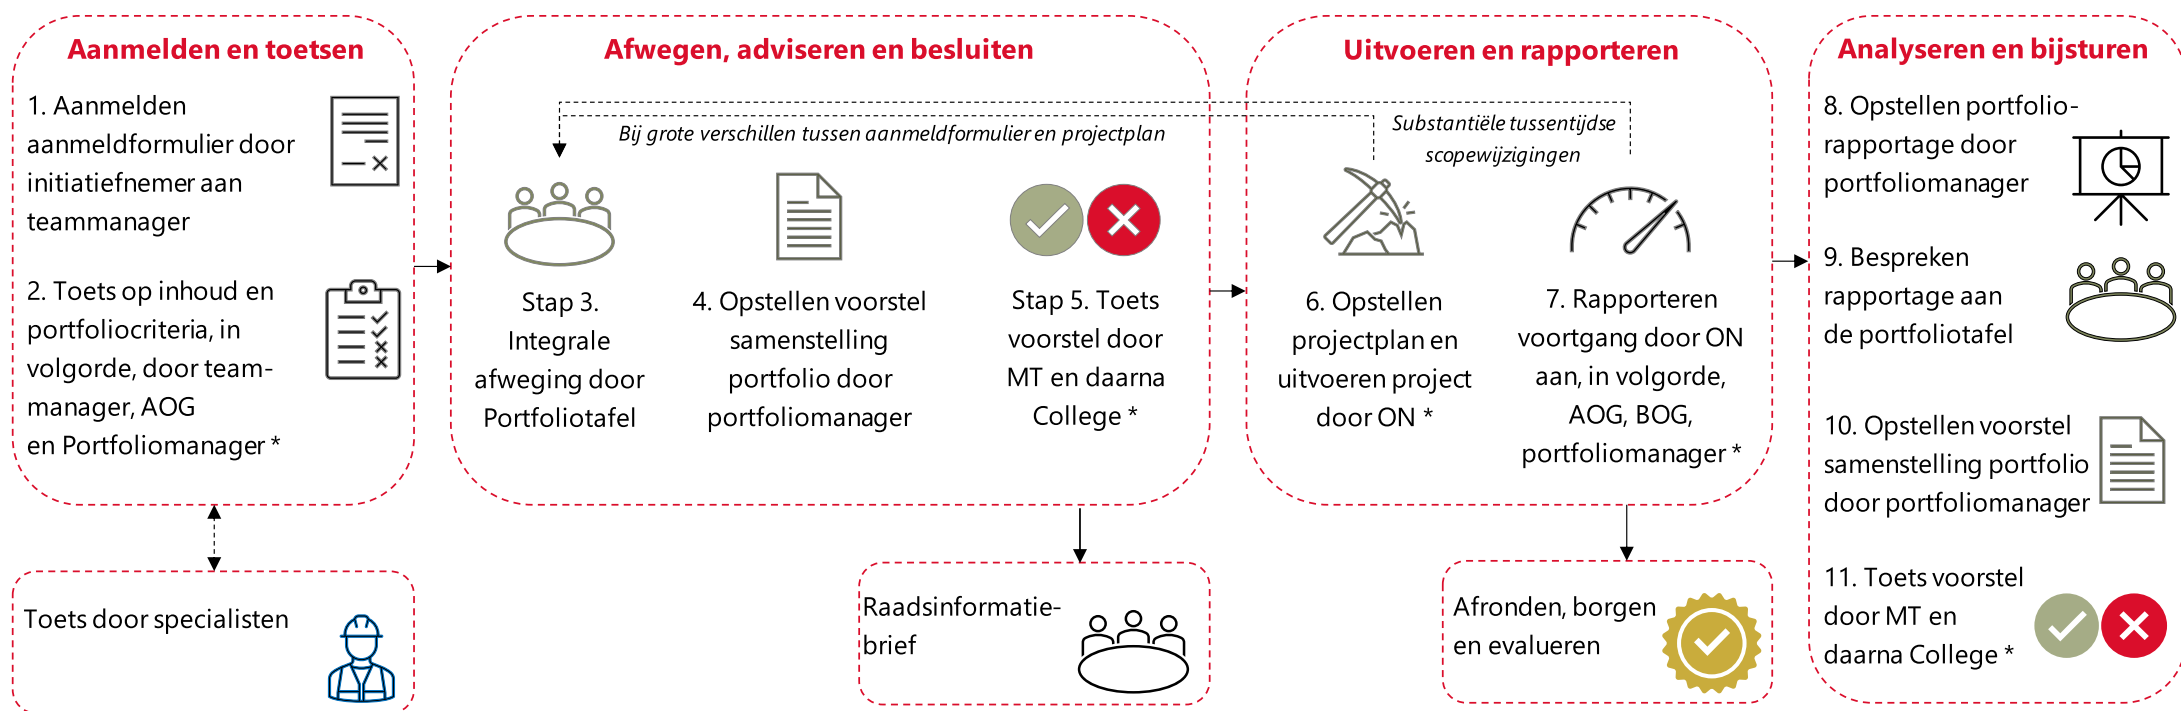 Aanmelden en toetsen
1. Aanmelden
aanmeldformulier door
initiatiefnemer aan
teammanager
2. Toets op inhoud en
portfoliocriteria, in
volgorde, door team-
manager, AOG
en Portfoliomanager *
Toets door specialisten
Afwegen, adviseren en besluiten
Bij grote verschillen tussen aanmeldformulier en projectplan
Stap 3.
Integrale
afweging door
Portfoliotafel
4. Opstellen voorstel
samenstelling
portfolio door
portfoliomanager
Stap 5. Toets
voorstel door
MT en daarna
College *
Raadsinformatie-
brief
Uitvoeren en rapporteren
Substantiële tussentijdse
scopewijzigingen
6. Opstellen
projectplan en
uitvoeren project
door ON *
7. Rapporteren
voortgang door ON
aan, in volgorde,
AOG, BOG,
portfoliomanager *
Afronden, borgen
en evalueren
Analyseren en bijsturen
8. Opstellen portfolio-
rapportage door
portfoliomanager
9. Bespreken
rapportage aan
de portfoliotafel
10. Opstellen voorstel
samenstelling portfolio
door portfoliomanager
11. Toets voorstel
door MT en
daarna College *